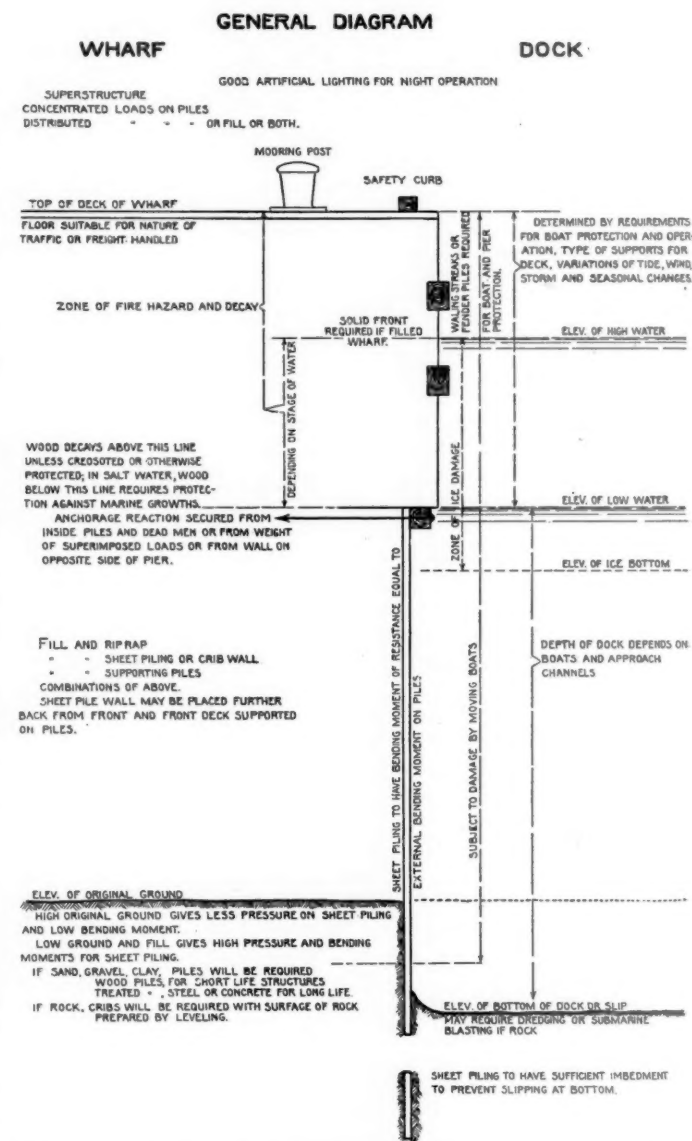 GENERAL DIAGRAM
WHARF
DOCK
GOOD ARTIFICIAL LIGHTING FOR NIGHT OPERATION
SUPERSTRUCTURE
CONCENTRATED LOADS ON PILES
DISTRIBUTED " " " OR FILL OR BOTH.
MOORING POST
SAFETY CURB
TOP OF DECK OF WHARF
FLOOR SUITABLE FOR NATURE OF
TRAFFIC OR FREIGHT HANDLED
ZONE OF FIRE HAZARD AND DECAY
SOLID FRONT
REQUIRED IF FILLED
WHARF.
DEPENDING ON STAGE OF WATER
WALING STREAKS OR
FENDER PILES REQUIRED
FOR BOAT AND PIER
PROTECTION.
DETERMINED BY REQUIREMENTS
FOR BOAT PROTECTION AND OPER-
ATION, TYPE OF SUPPORTS FOR
DECK, VARIATIONS OF TIDE, WIND,
STORM AND SEASONAL CHANGES
ELEV. OF HIGH WATER
WOOD DECAYS ABOVE THIS LINE
UNLESS CREOSOTED OR OTHERWISE
PROTECTED; IN SALT WATER, WOOD
BELOW THIS LINE REQUIRES PROTEC-
TION AGAINST MARINE GROWTHS.
ANCHORAGE REACTION SECURED FROM
INSIDE PILES AND DEAD MEN OR FROM WEIGHT
OF SUPERIMPOSED LOADS OR FROM WALL ON
OPPOSITE SIDE OF PIER.
ZONE OF ICE DAMAGE
ELEV. OF LOW WATER
ELEV. OF ICE BOTTOM
FILL AND RIPRAP
" " SHEET PILING OR CRIB WALL
" " SUPPORTING PILES
COMBINATIONS OF ABOVE.
SHEET PILE WALL MAY BE PLACED FURTHER
BACK FROM FRONT AND FRONT DECK SUPPORTED
ON PILES.
SHEET PILING TO HAVE BENDING MOMENT OF RESISTANCE EQUAL TO
EXTERNAL BENDING MOMENT ON PILES
SUBJECT TO DAMAGE BY MOVING BOATS
DEPTH OF DOCK DEPENDS ON
BOATS AND APPROACH
CHANNELS
ELEV. OF ORIGINAL GROUND
HIGH ORIGINAL GROUND GIVES LESS PRESSURE ON SHEET PILING
AND LOW BENDING MOMENT.
LOW GROUND AND FILL GIVES HIGH PRESSURE AND BENDING
MOMENTS FOR SHEET PILING.
IF SAND, GRAVEL, CLAY, PILES WILL BE REQUIRED
WOOD PILES, FOR SHORT LIFE STRUCTURES
TREATED " , STEEL OR CONCRETE FOR LONG LIFE.
IF ROCK, CRIBS WILL BE REQUIRED WITH SURFACE OF ROCK
PREPARED BY LEVELING.
ELEV. OF BOTTOM OF DOCK OR SLIP
MAY REQUIRE DREDGING OR SUBMARINE
BLASTING IF ROCK
SHEET PILING TO HAVE SUFFICIENT IMBEDMENT
TO PREVENT SLIPPING AT BOTTOM.